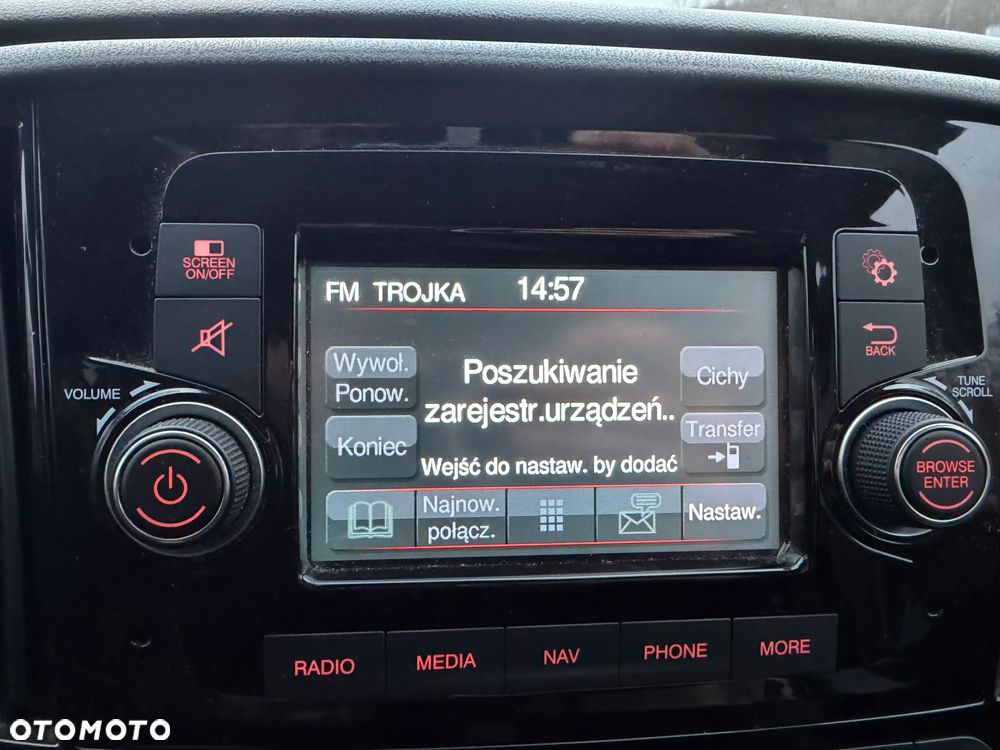 SCREEN
ON/OFF
VOLUME
FM TROJKA 14:57
Wywoł.
Ponow.
Koniec
Poszukiwanie
zarejestr.urządzeń..
Wejść do nastaw. by dodać
Cichy
Transfer
Najnow.
połącz.
Nastaw.
BACK
TUNE
SCROLL
BROWSE
ENTER
RADIO
MEDIA
NAV
PHONE
MORE
OTOMOTO